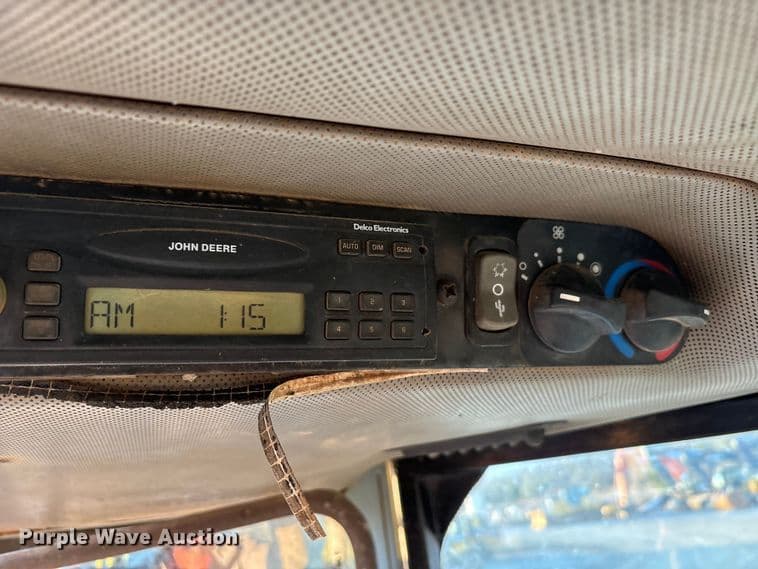 Delco Electronics
JOHN DEERE
AUTO DIM SCAN
AM 1:15
1 2 3
4 5 6
Purple Wave Auction